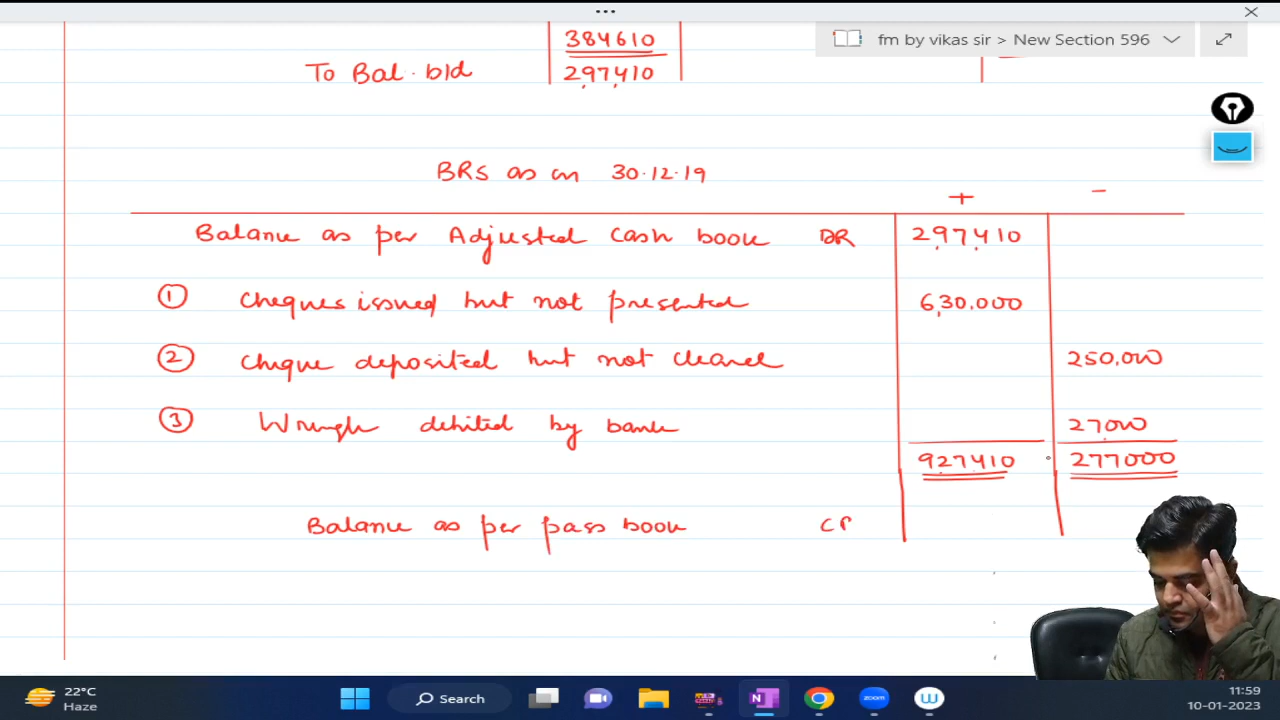 384610
fm by vikas sir > New Section 596
To Bal. b/d 297410
BRS as on 30.12.19
+ -
Balance as per Adjusted Cash book DR 297410
1 Cheques issued but not presented 6,30,000
2 Cheque deposited but not cleared 250,000
3 Wrongly debited by bank 27000
927410 277000
Balance as per pass book CR
22°C
Haze
Search
11:59
10-01-2023